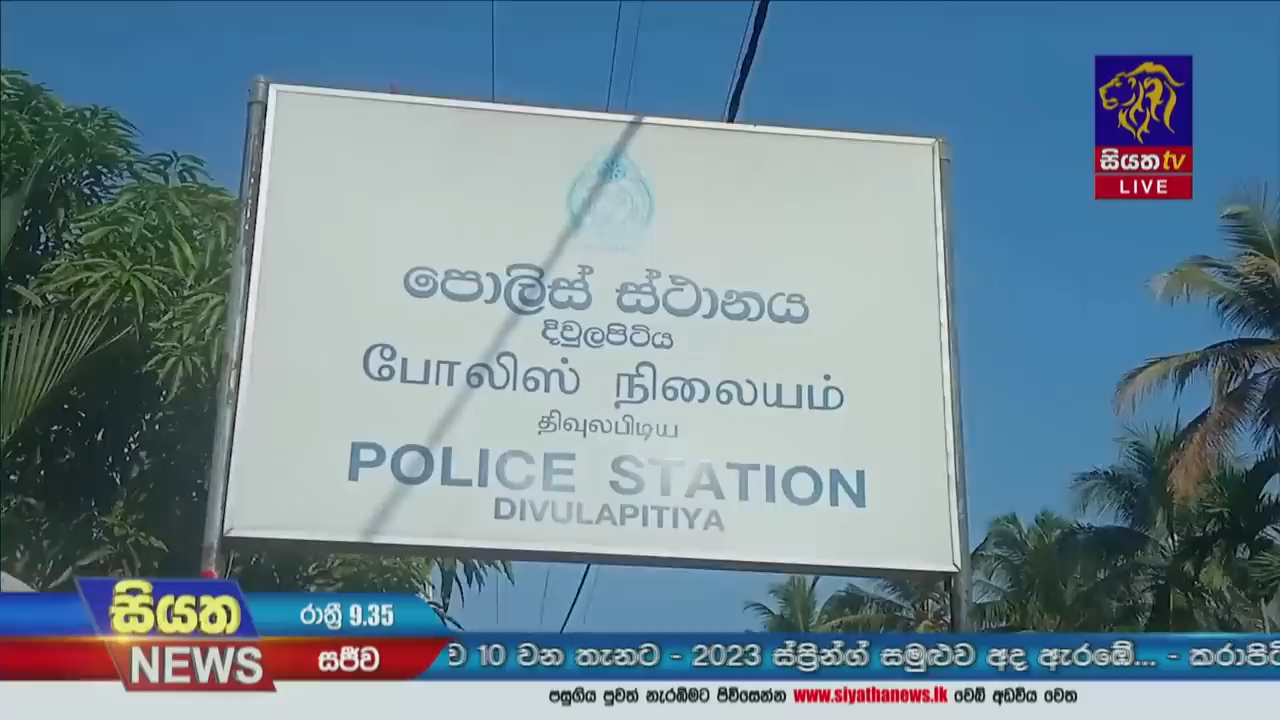 සියත tv
LIVE
පොලිස් ස්ථානය
දිවුලපිටිය
போலிஸ் நிலையம்
திவுலபிடிய
POLICE STATION
DIVULAPITIYA
සියත
NEWS
රාත්‍රී 9.35
සජීව
ව 10 වන තැනට - 2023 ස්ප්‍රින්ග් සමුළුව අද ඇරඹේ... - කරාපිටි
පසුගිය පුවත් නැරඹීමට පිවිසෙන්න www.siyathanews.lk වෙබ් අඩවිය වෙත